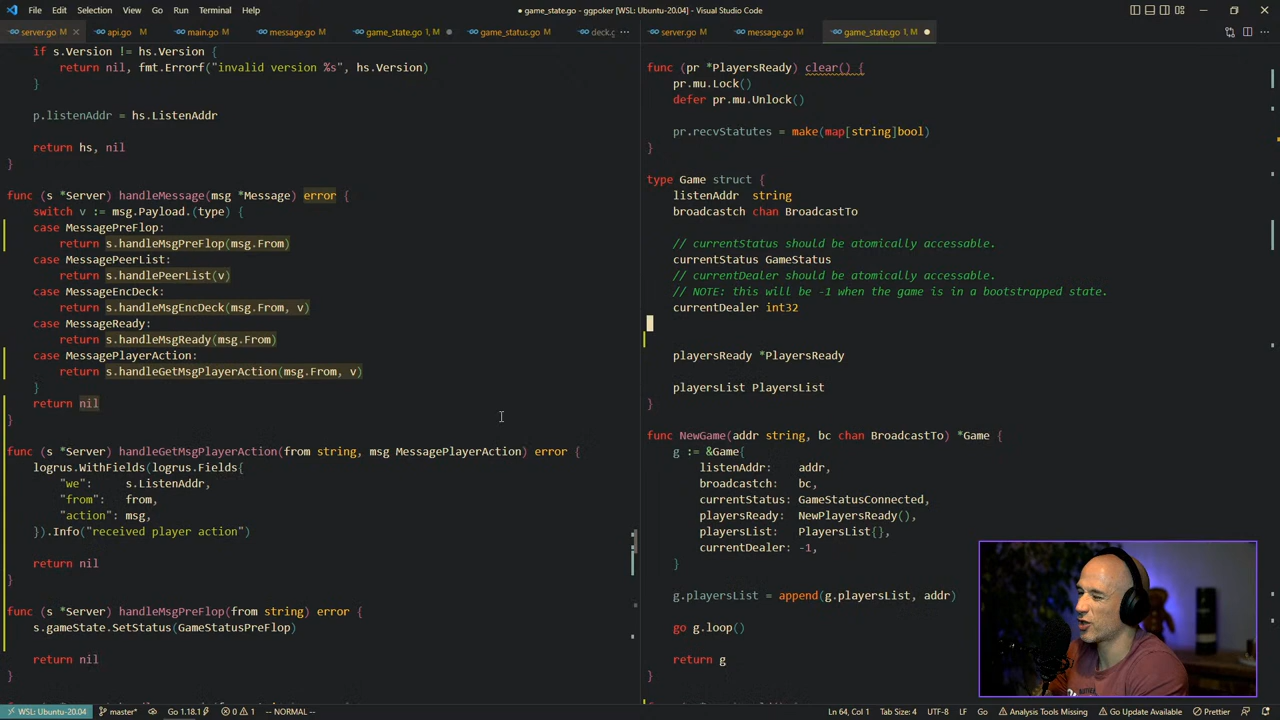 File Edit Selection View Go Run Terminal Help
● game_state.go - ggpoker [WSL: Ubuntu-20.04] - Visual Studio Code
server.go M
api.go M
main.go M
message.go M
game_state.go 1, M
game_status.go M
deck.g
server.go M
message.go M
game_state.go 1, M
if s.Version != hs.Version {
return nil, fmt.Errorf("invalid version %s", hs.Version)
}
p.listenAddr = hs.ListenAddr
return hs, nil
}
func (s *Server) handleMessage(msg *Message) error {
switch v := msg.Payload.(type) {
case MessagePreFlop:
return s.handleMsgPreFlop(msg.From)
case MessagePeerList:
return s.handlePeerList(v)
case MessageEncDeck:
return s.handleMsgEncDeck(msg.From, v)
case MessageReady:
return s.handleMsgReady(msg.From)
case MessagePlayerAction:
return s.handleGetMsgPlayerAction(msg.From, v)
}
return nil
}
func (s *Server) handleGetMsgPlayerAction(from string, msg MessagePlayerAction) error {
logrus.WithFields(logrus.Fields{
"we": s.ListenAddr,
"from": from,
"action": msg,
}).Info("received player action")
return nil
}
func (s *Server) handleMsgPreFlop(from string) error {
s.gameState.SetStatus(GameStatusPreFlop)
return nil
}
func (pr *PlayersReady) clear() {
pr.mu.Lock()
defer pr.mu.Unlock()
pr.recvStatutes = make(map[string]bool)
}
type Game struct {
listenAddr string
broadcastch chan BroadcastTo
// currentStatus should be atomically accessable.
currentStatus GameStatus
// currentDealer should be atomically accessable.
// NOTE: this will be -1 when the game is in a bootstrapped state.
currentDealer int32
playersReady *PlayersReady
playersList PlayersList
}
func NewGame(addr string, bc chan BroadcastTo) *Game {
g := &Game{
listenAddr: addr,
broadcastch: bc,
currentStatus: GameStatusConnected,
playersReady: NewPlayersReady(),
playersList: PlayersList{},
currentDealer: -1,
}
g.playersList = append(g.playersList, addr)
go g.loop()
return g
}
WSL: Ubuntu-20.04 master* Go 1.18.1 0 1 -- NORMAL -- Ln 64, Col 1 Tab Size: 4 UTF-8 LF Go Analysis Tools Missing Go Update Available Prettier